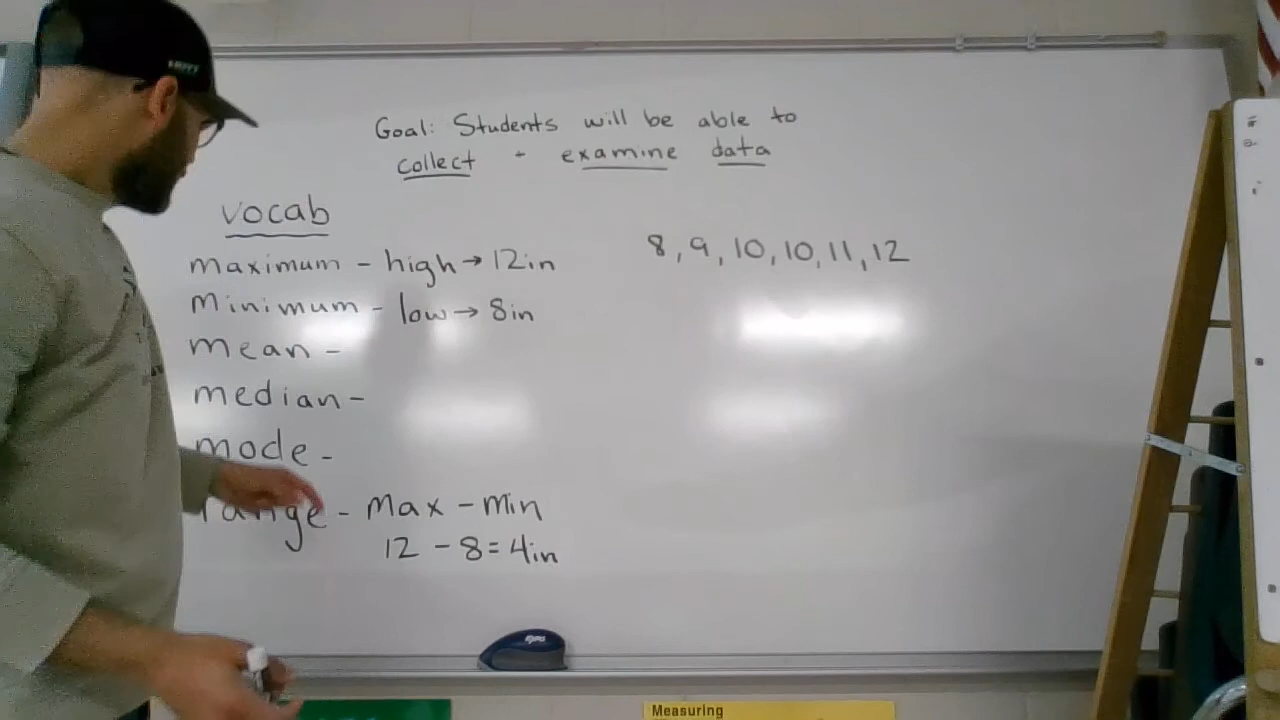 Goal: Students will be able to
collect + examine data
vocab
maximum - high → 12in
minimum - low → 8in
mean -
median -
mode -
range - max - min
12 - 8 = 4in
8, 9, 10, 10, 11, 12
EXPO
Measuring